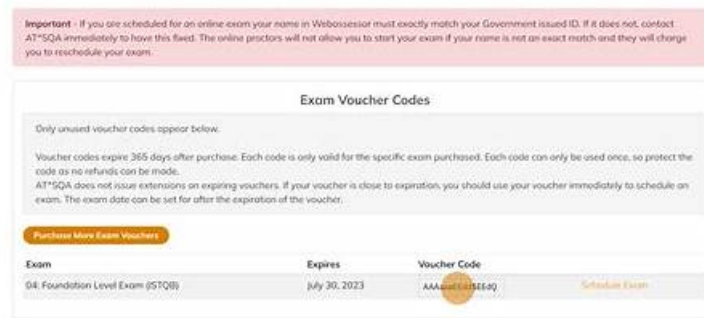 Important - If you are scheduled for an online exam your name in Webassessor must exactly match your Government issued ID. If it does not, contact
AT*SQA immediately to have this fixed. The online proctors will not allow you to start your exam if your name is not an exact match and they will charge
you to reschedule your exam.
Exam Voucher Codes
Only unused voucher codes appear below.
Voucher codes expire 365 days after purchase. Each code is only valid for the specific exam purchased. Each code can only be used once, so protect the
code as no refunds can be made.
AT*SQA does not issue extensions on expiring vouchers. If your voucher is close to expiration, you should use your voucher immediately to schedule an
exam. The exam date can be set for after the expiration of the voucher.
Purchase More Exam Vouchers
Exam Expires Voucher Code
04: Foundation Level Exam (ISTQB) July 30, 2023 Schedule Exam